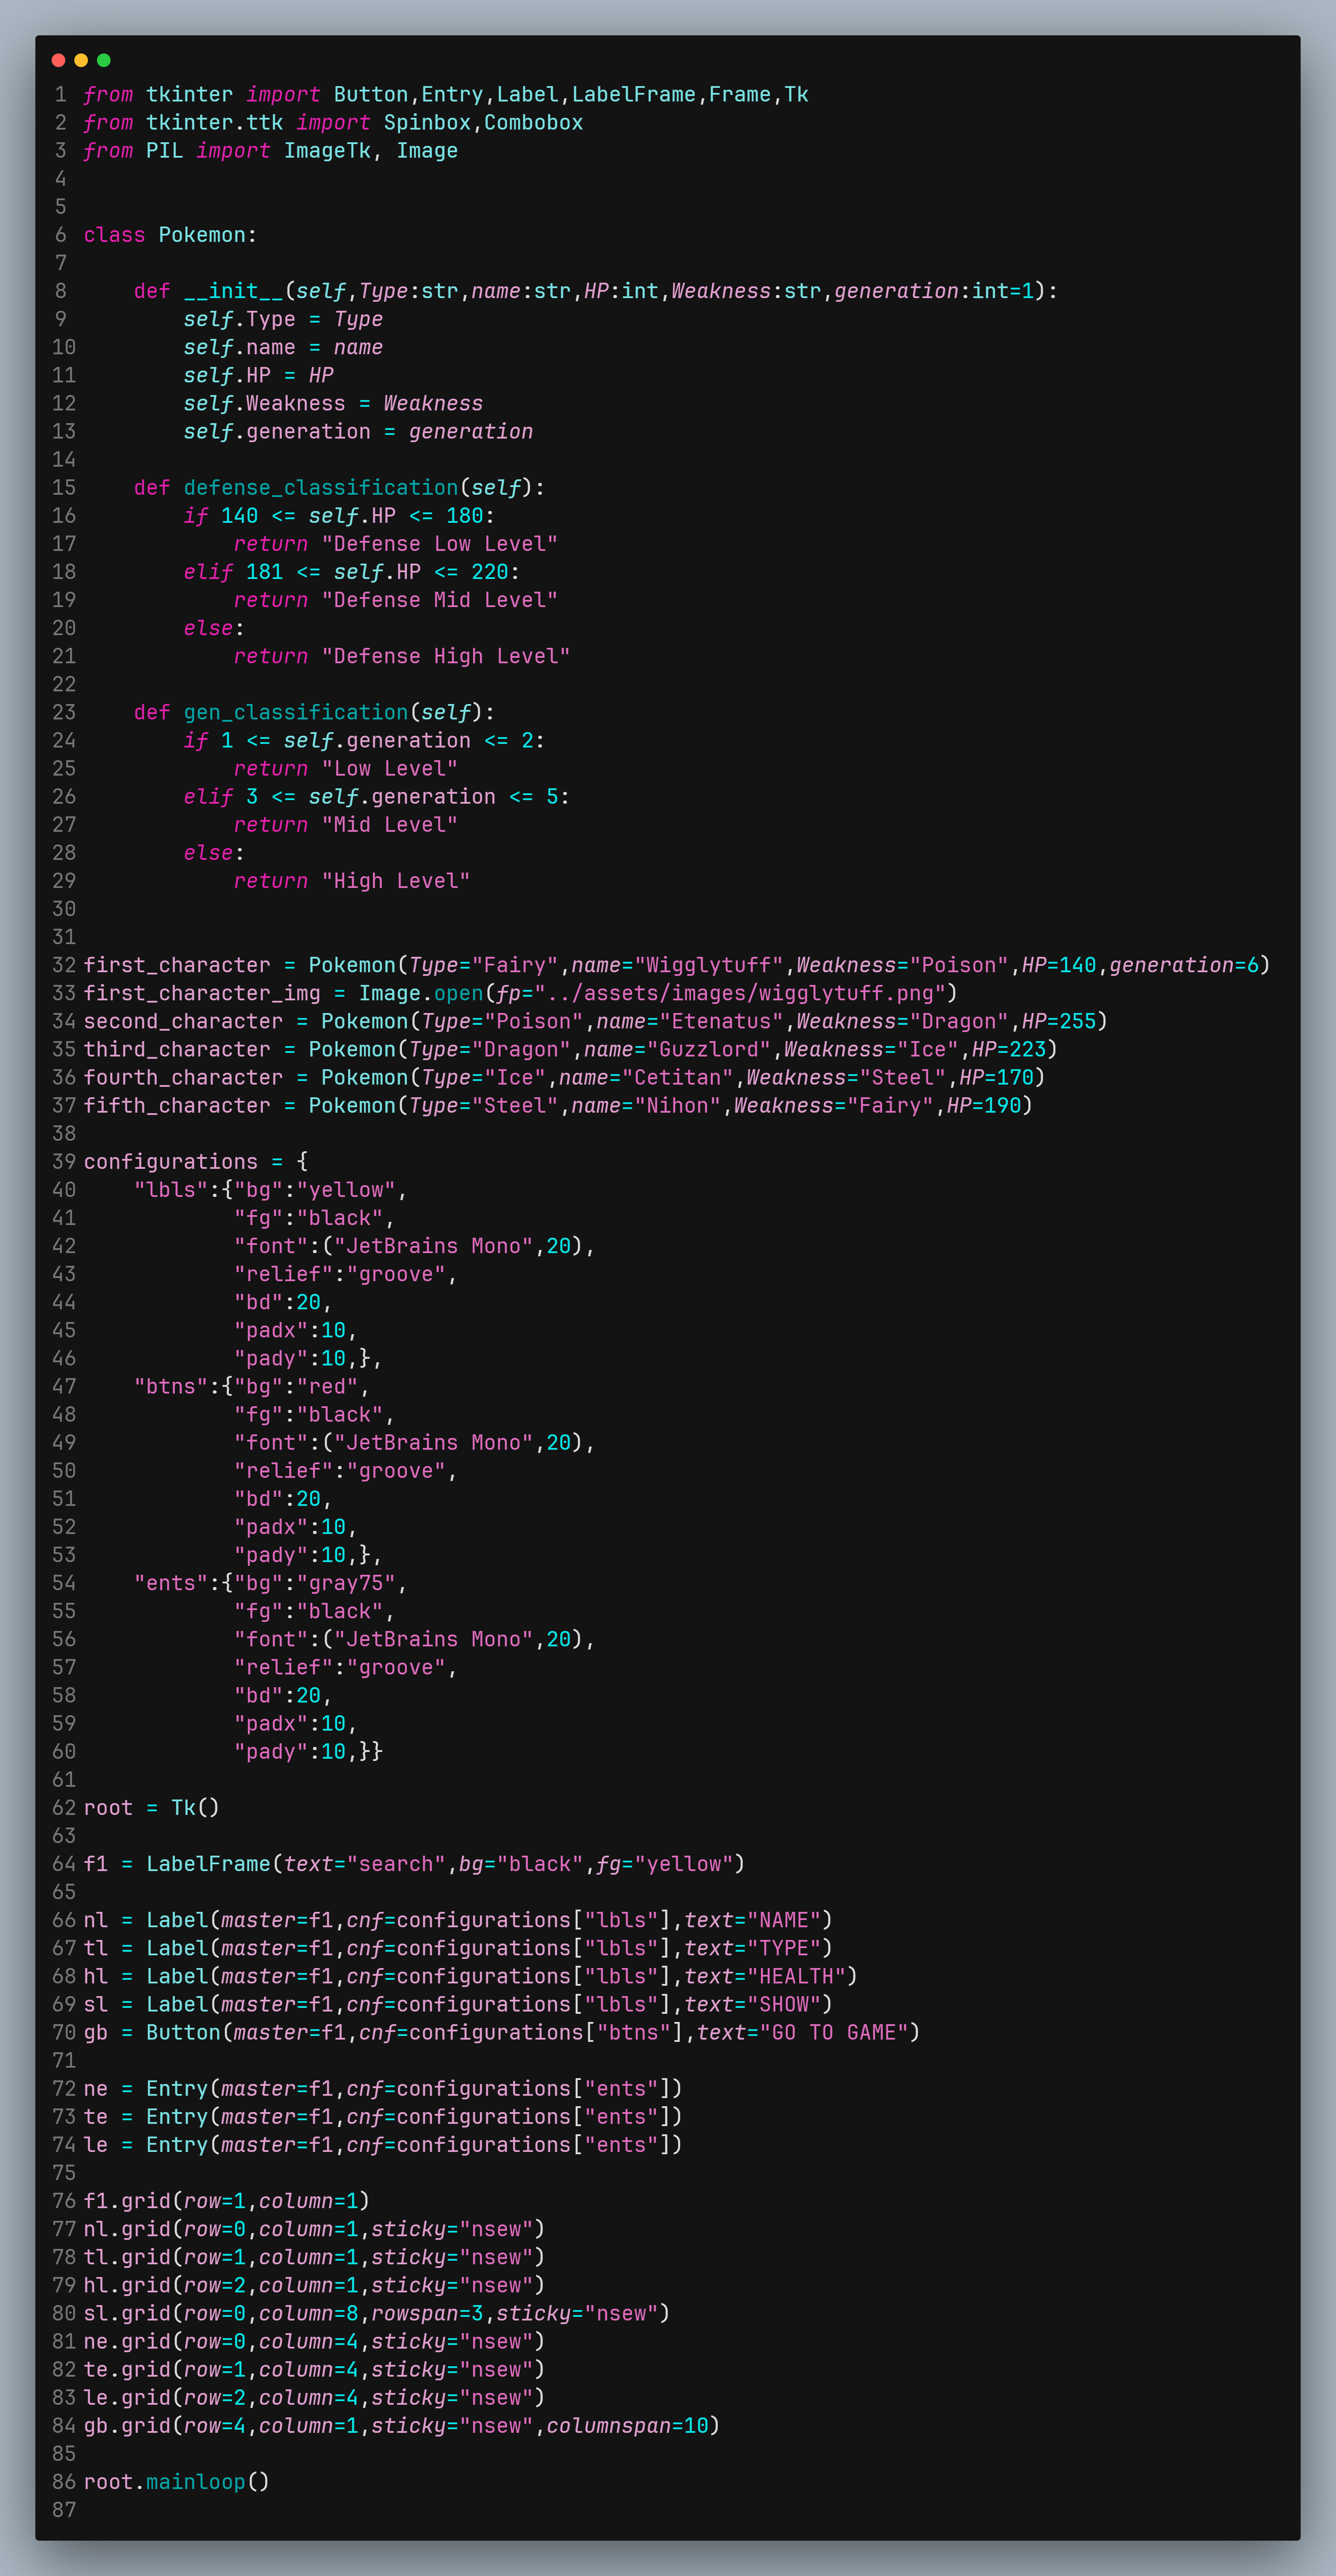 1 from tkinter import Button,Entry,Label,LabelFrame,Frame,Tk
2 from tkinter.ttk import Spinbox,Combobox
3 from PIL import ImageTk, Image
4
5
6 class Pokemon:
7
8     def __init__(self,Type:str,name:str,HP:int,Weakness:str,generation:int=1):
9         self.Type = Type
10         self.name = name
11         self.HP = HP
12         self.Weakness = Weakness
13         self.generation = generation
14
15     def defense_classification(self):
16         if 140 <= self.HP <= 180:
17             return "Defense Low Level"
18         elif 181 <= self.HP <= 220:
19             return "Defense Mid Level"
20         else:
21             return "Defense High Level"
22
23     def gen_classification(self):
24         if 1 <= self.generation <= 2:
25             return "Low Level"
26         elif 3 <= self.generation <= 5:
27             return "Mid Level"
28         else:
29             return "High Level"
30
31
32 first_character = Pokemon(Type="Fairy",name="Wigglytuff",Weakness="Poison",HP=140,generation=6)
33 first_character_img = Image.open(fp="../assets/images/wigglytuff.png")
34 second_character = Pokemon(Type="Poison",name="Etenatus",Weakness="Dragon",HP=255)
35 third_character = Pokemon(Type="Dragon",name="Guzzlord",Weakness="Ice",HP=223)
36 fourth_character = Pokemon(Type="Ice",name="Cetitan",Weakness="Steel",HP=170)
37 fifth_character = Pokemon(Type="Steel",name="Nihon",Weakness="Fairy",HP=190)
38
39 configurations = {
40     "lbls":{"bg":"yellow",
41             "fg":"black",
42             "font":("JetBrains Mono",20),
43             "relief":"groove",
44             "bd":20,
45             "padx":10,
46             "pady":10,},
47     "btns":{"bg":"red",
48             "fg":"black",
49             "font":("JetBrains Mono",20),
50             "relief":"groove",
51             "bd":20,
52             "padx":10,
53             "pady":10,},
54     "ents":{"bg":"gray75",
55             "fg":"black",
56             "font":("JetBrains Mono",20),
57             "relief":"groove",
58             "bd":20,
59             "padx":10,
60             "pady":10,}}
61
62 root = Tk()
63
64 f1 = LabelFrame(text="search",bg="black",fg="yellow")
65
66 nl = Label(master=f1,cnf=configurations["lbls"],text="NAME")
67 tl = Label(master=f1,cnf=configurations["lbls"],text="TYPE")
68 hl = Label(master=f1,cnf=configurations["lbls"],text="HEALTH")
69 sl = Label(master=f1,cnf=configurations["lbls"],text="SHOW")
70 gb = Button(master=f1,cnf=configurations["btns"],text="GO TO GAME")
71
72 ne = Entry(master=f1,cnf=configurations["ents"])
73 te = Entry(master=f1,cnf=configurations["ents"])
74 le = Entry(master=f1,cnf=configurations["ents"])
75
76 f1.grid(row=1,column=1)
77 nl.grid(row=0,column=1,sticky="nsew")
78 tl.grid(row=1,column=1,sticky="nsew")
79 hl.grid(row=2,column=1,sticky="nsew")
80 sl.grid(row=0,column=8,rowspan=3,sticky="nsew")
81 ne.grid(row=0,column=4,sticky="nsew")
82 te.grid(row=1,column=4,sticky="nsew")
83 le.grid(row=2,column=4,sticky="nsew")
84 gb.grid(row=4,column=1,sticky="nsew",columnspan=10)
85
86 root.mainloop()
87